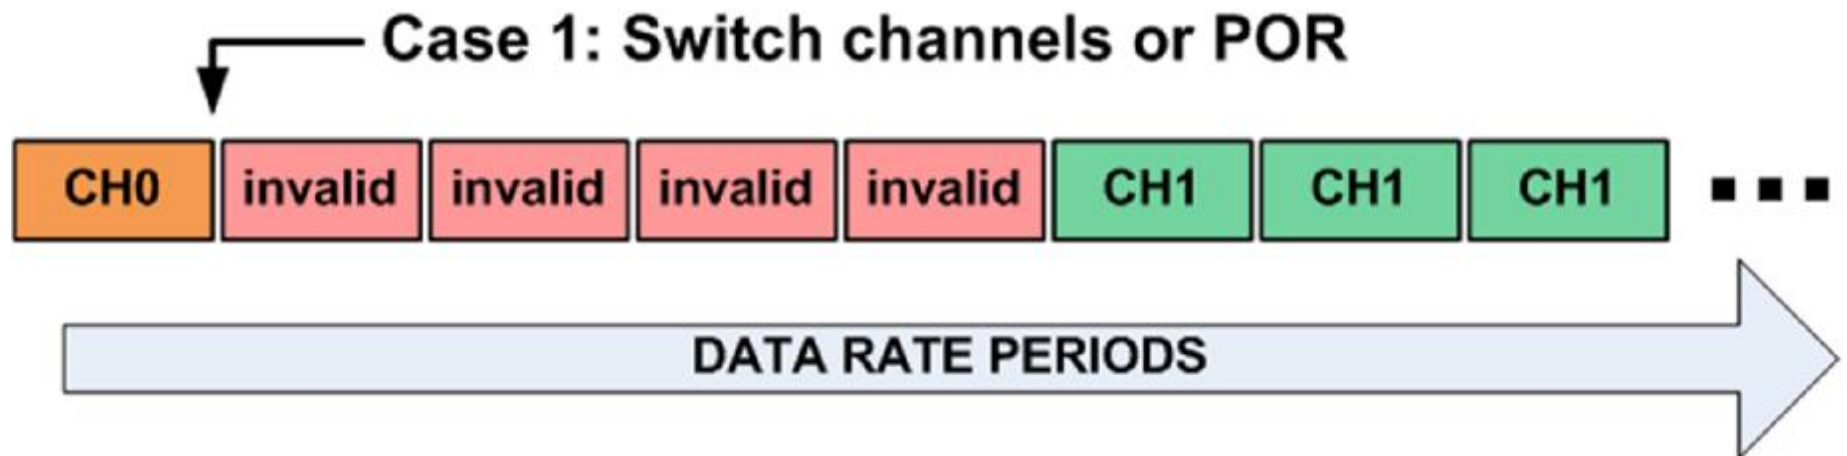 Case 1: Switch channels or POR
CH0 invalid invalid invalid invalid CH1 CH1 CH1 ...
DATA RATE PERIODS